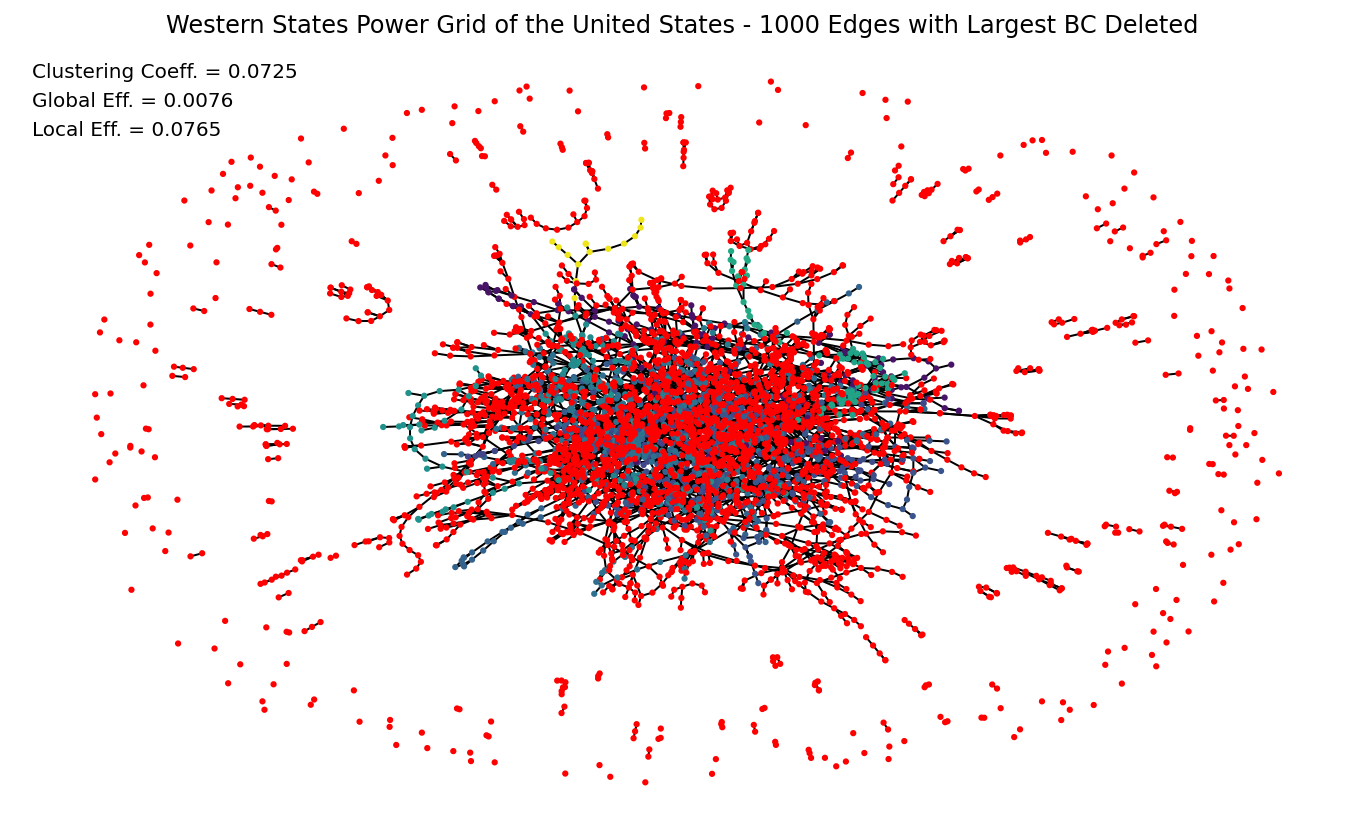 Western States Power Grid of the United States - 1000 Edges with Largest BC Deleted
Clustering Coeff. = 0.0725
Global Eff. = 0.0076
Local Eff. = 0.0765